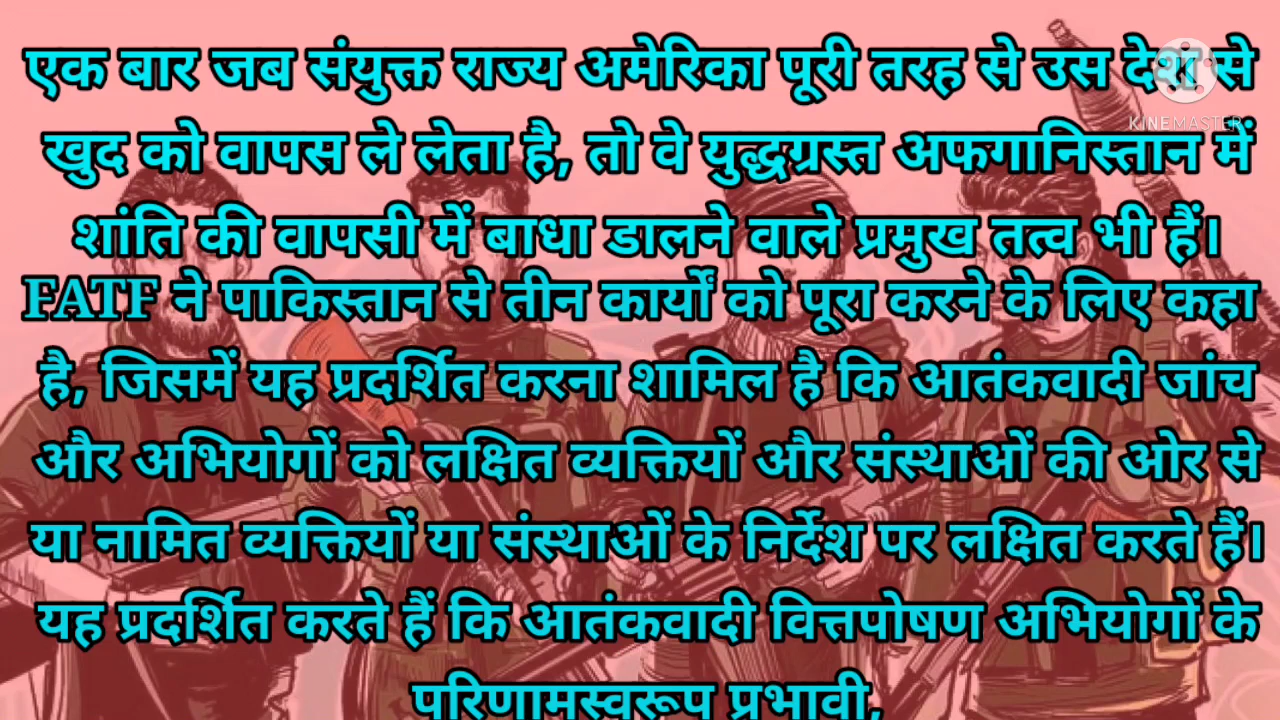 एक बार जब संयुक्त राज्य अमेरिका पूरी तरह से उस देश से
खुद को वापस ले लेता है, तो वे युद्धग्रस्त अफगानिस्तान में
शांति की वापसी में बाधा डालने वाले प्रमुख तत्व भी हैं।
FATF ने पाकिस्तान से तीन कार्यों को पूरा करने के लिए कहा
है, जिसमें यह प्रदर्शित करना शामिल है कि आतंकवादी जांच
और अभियोगों को लक्षित व्यक्तियों और संस्थाओं की ओर से
या नामित व्यक्तियों या संस्थाओं के निर्देश पर लक्षित करते हैं।
यह प्रदर्शित करते हैं कि आतंकवादी वित्तपोषण अभियोगों के
परिणामस्वरूप प्रभावी,
KINEMASTER